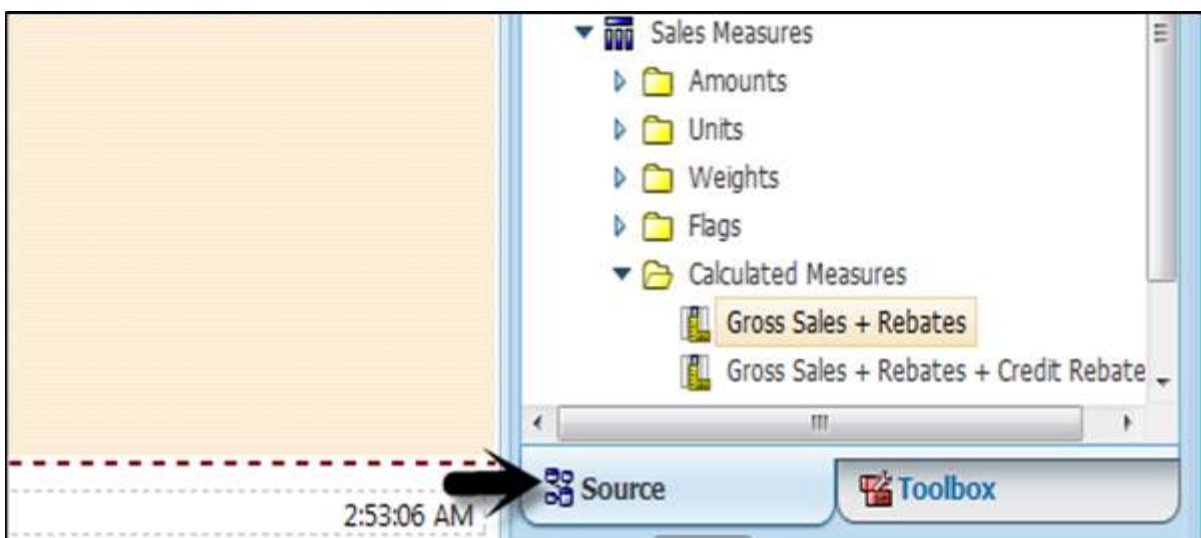 Sales Measures
Amounts
Units
Weights
Flags
Calculated Measures
Gross Sales + Rebates
Gross Sales + Rebates + Credit Rebate
Source
Toolbox
2:53:06 AM